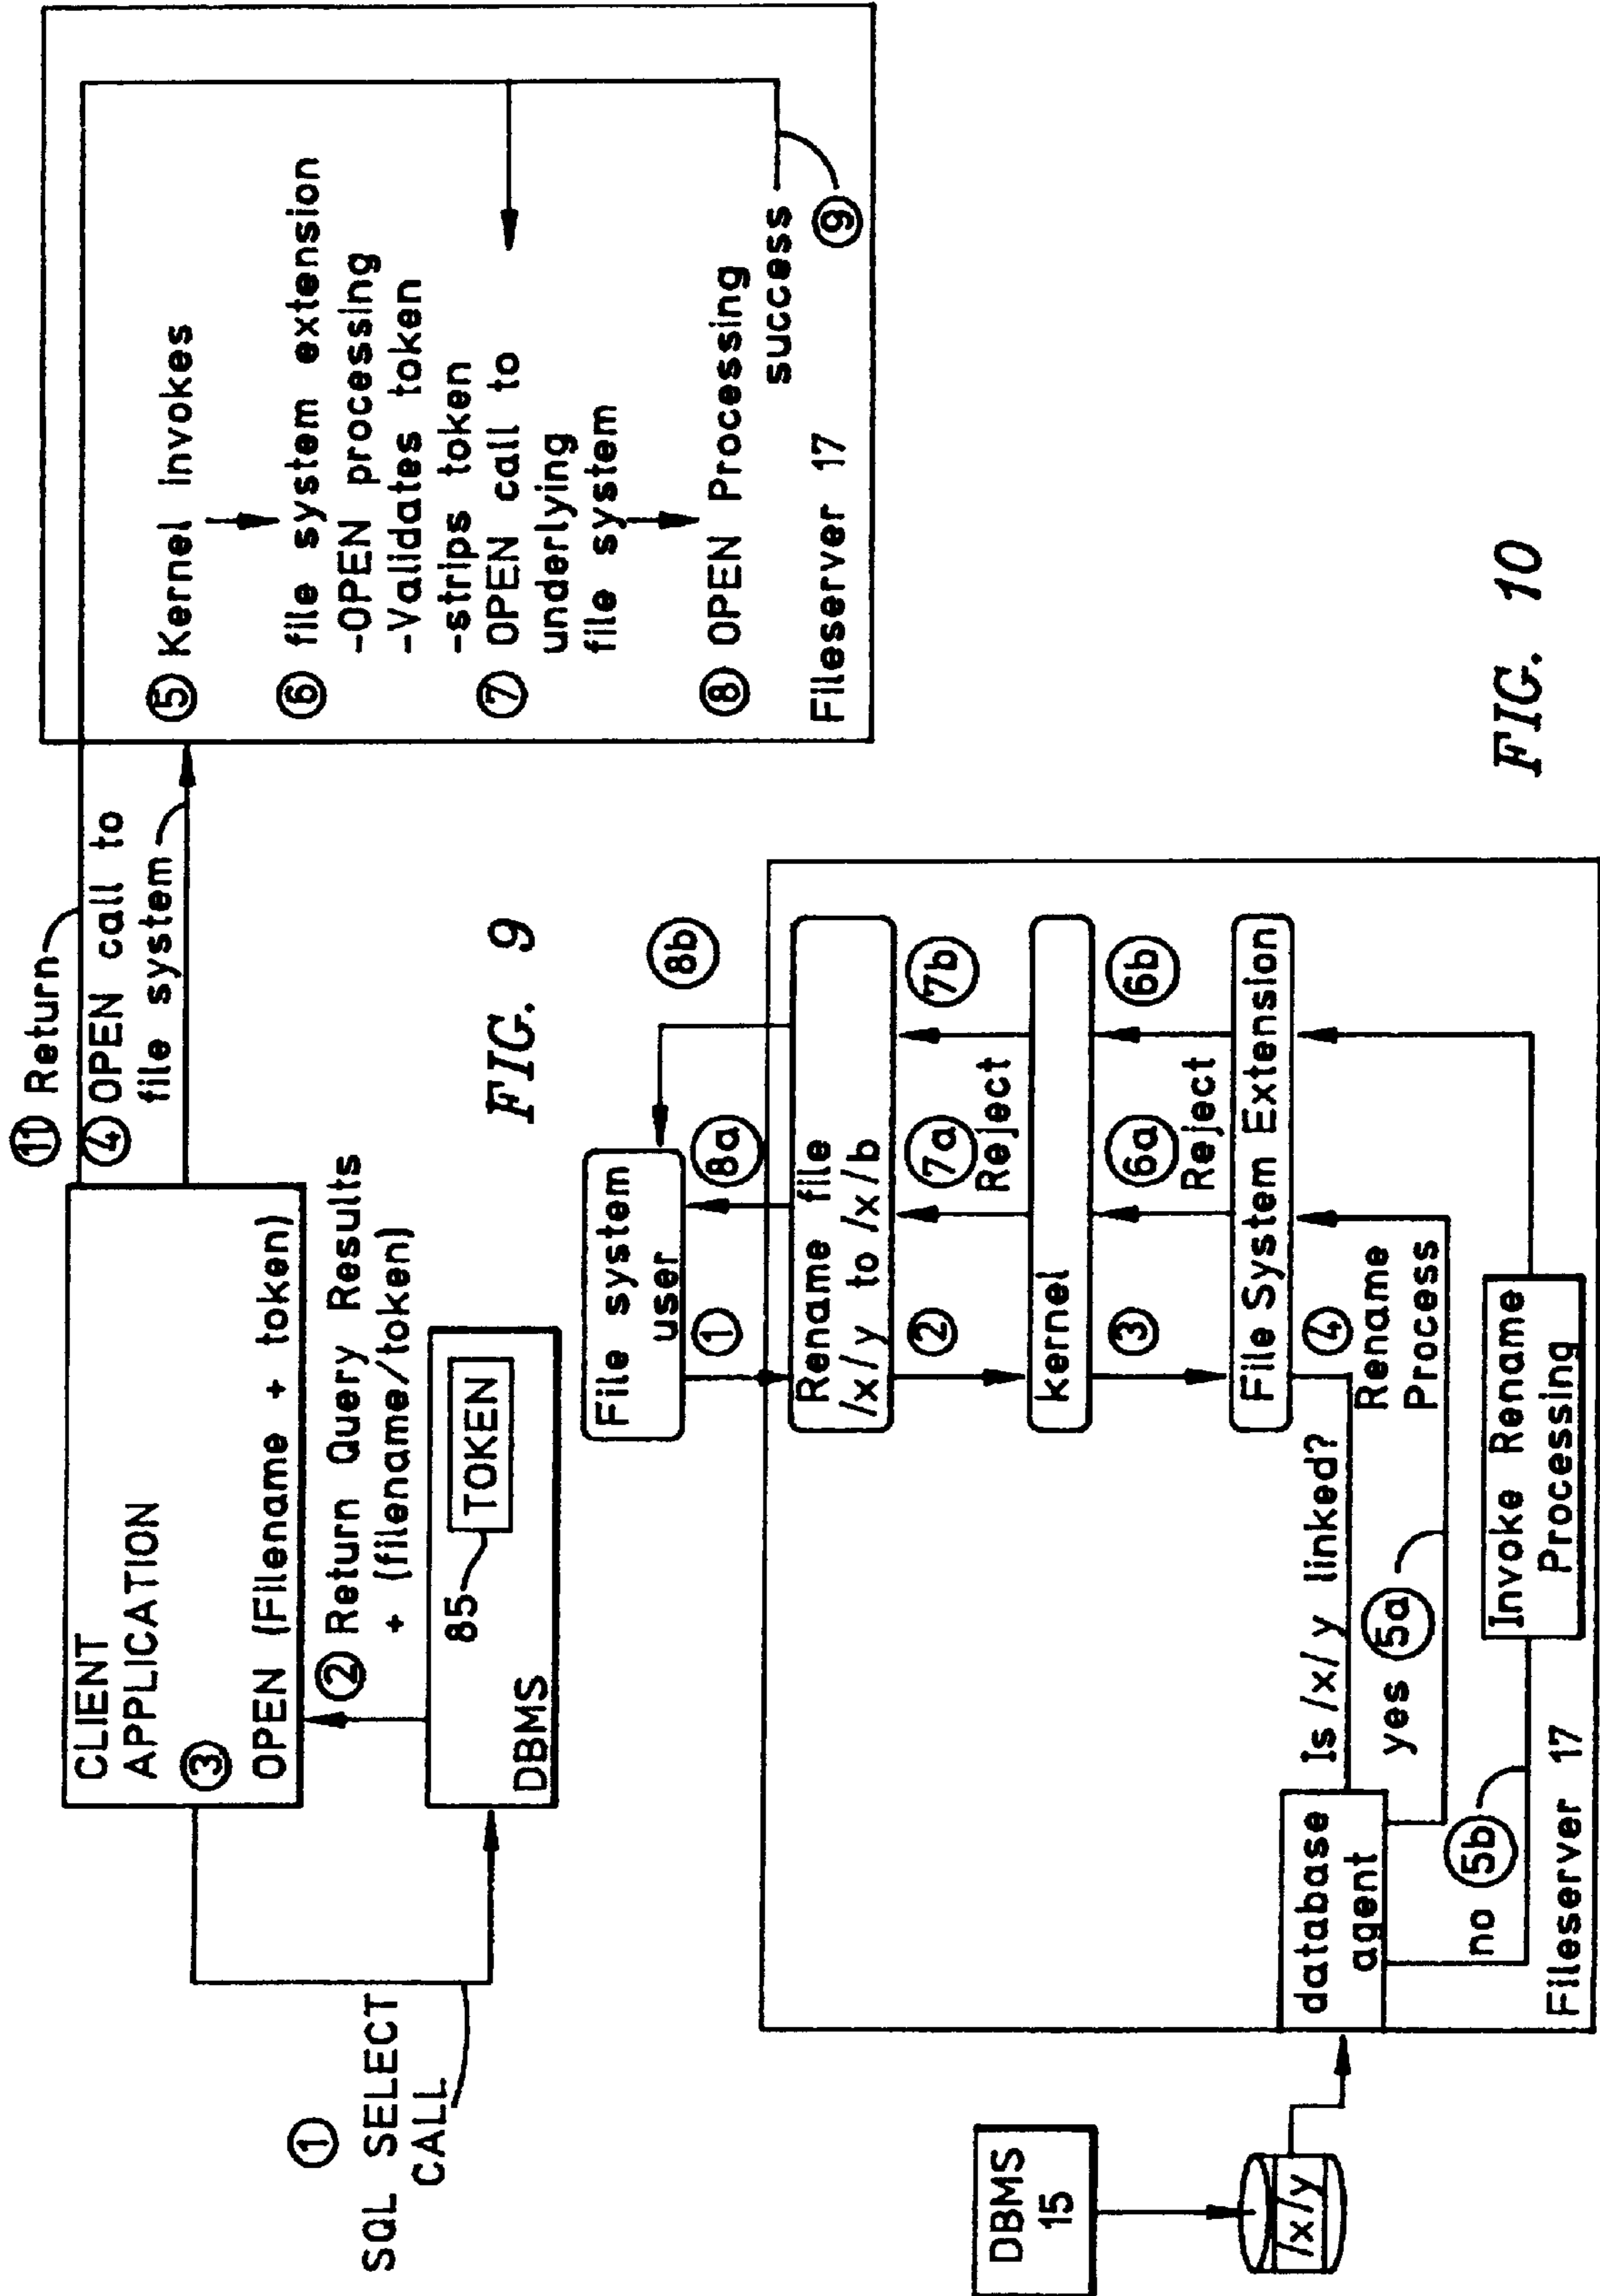 ① SQL SELECT
CALL
CLIENT
APPLICATION
③
OPEN (Filename + token)
② Return Query Results
+ (filename/token)
85
TOKEN
DBMS
⑪ Return
④ OPEN call to
file system
⑤ Kernel invokes
⑥ file system extension
-OPEN processing
-Validates token
-strips token
⑦ OPEN call to
underlying
file system
⑧ OPEN Processing
success
⑨
Fileserver 17
FIG. 9
DBMS
15
/x/y
database
agent
Is /x/y linked?
yes 5a
no 5b
Fileserver 17
File system
user
①
8a
8b
Rename file
/x/y to /x/b
②
7a
Reject
7b
kernel
③
6a
Reject
6b
File System Extension
④
Rename
Process
Invoke Rename
Processing
FIG. 10